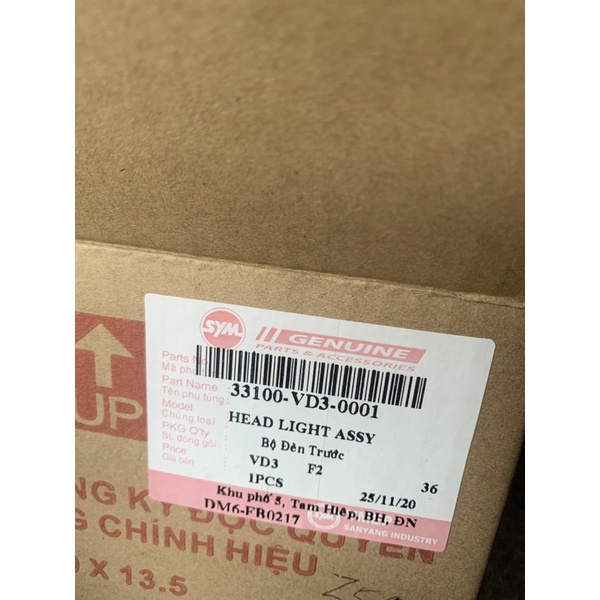 SYM
GENUINE
PARTS & ACCESSORIES
Parts No
Mã phụ
33100-VD3-0001
Part Name
Tên phụ tùng:
HEAD LIGHT ASSY
Model
Chủng loại
Bộ Đèn Trước
PKG Q'ty
SL đóng gói
VD3 F2 36
Price
Giá bán
1PCS 25/11/20
Khu phố 5, Tam Hiệp, BH, ĐN
DM6-FB0217
SANYANG INDUSTRY
UP
NG KÝ ĐỘC QUYỀN
G CHÍNH HIỆU
X 13.5